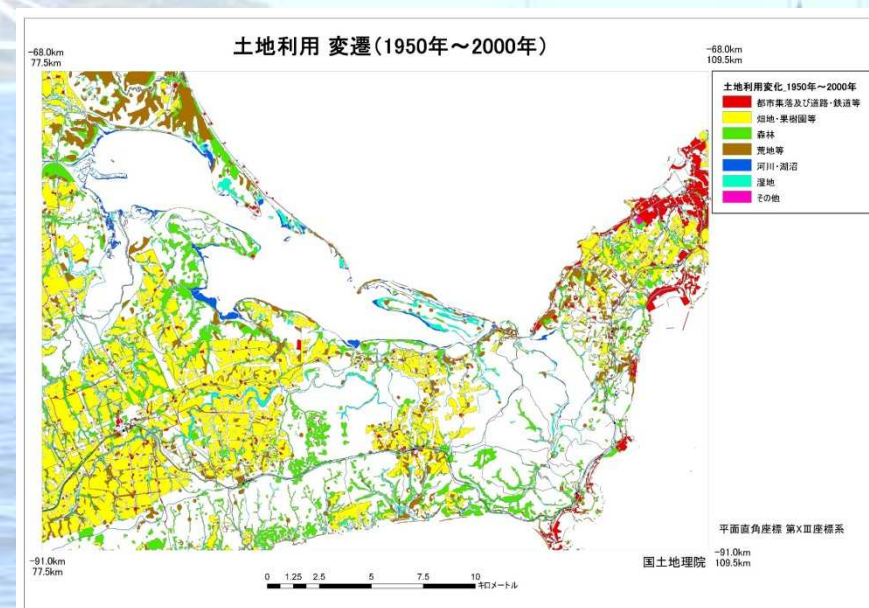 土地利用 変遷(1950年～2000年)
-68.0km
77.5km
-68.0km
109.5km
土地利用変化_1950年～2000年
都市集落及び道路・鉄道等
畑地・果樹園等
森林
荒地等
河川・湖沼
湿地
その他
平面直角座標 第XⅢ座標系
国土地理院
-91.0km
77.5km
-91.0km
109.5km
0 1.25 2.5 5 7.5 10
キロメートル